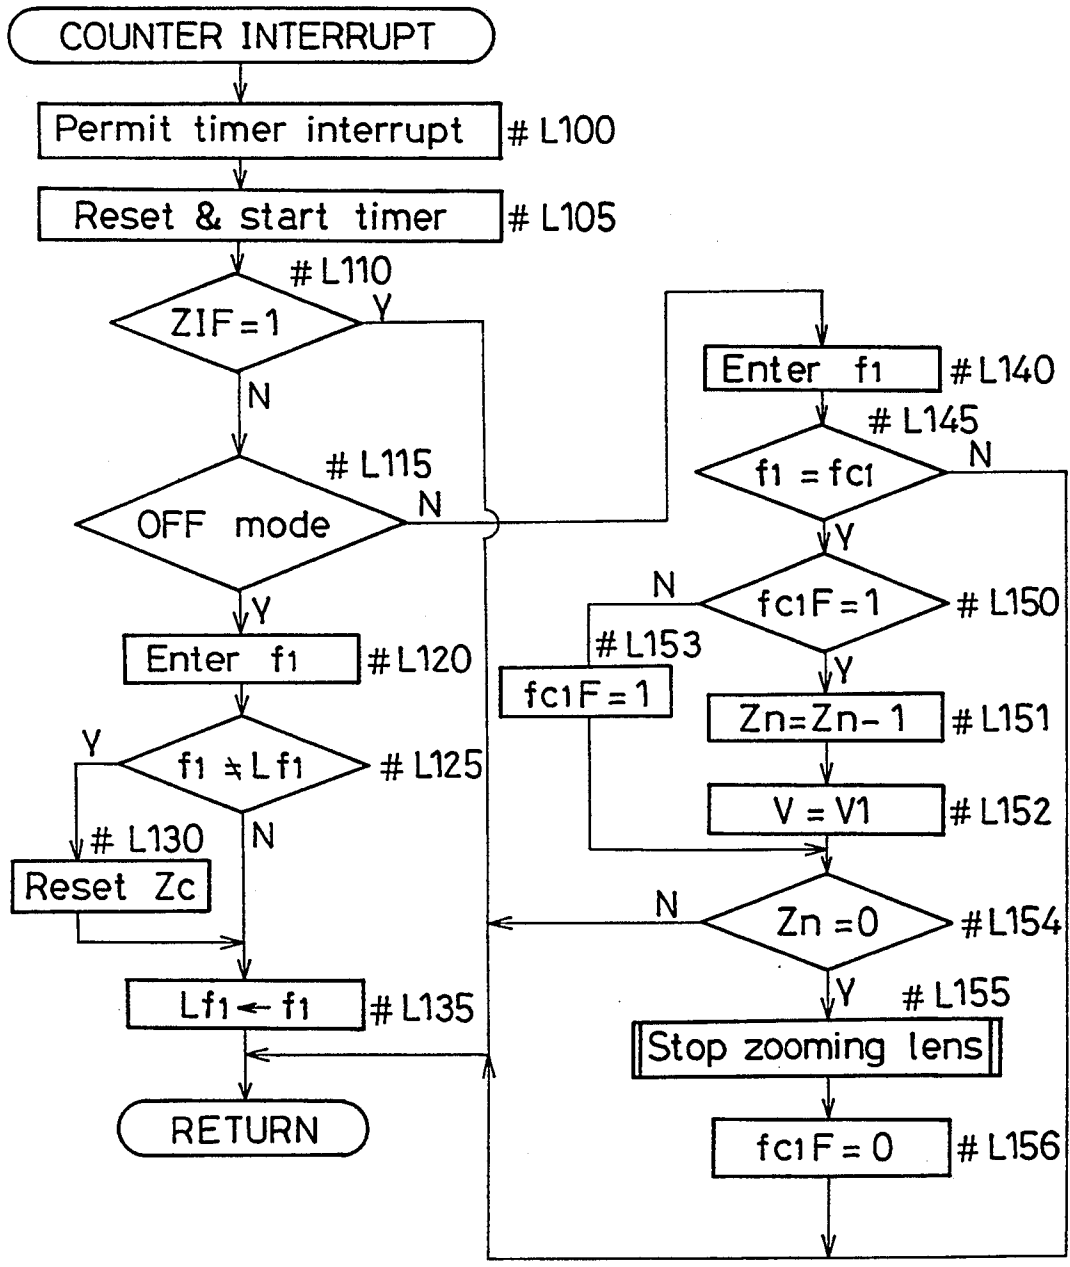 COUNTER INTERRUPT
Permit timer interrupt
# L100
Reset & start timer
# L105
# L110
ZIF = 1
Y
N
# L115
OFF mode
N
Y
Enter f1
# L120
f1 ≠ Lf1
# L125
Y
N
# L130
Reset Zc
Lf1 ← f1
# L135
RETURN
Enter f1
# L140
# L145
f1 = fc1
N
Y
fc1F = 1
# L150
N
# L153
fc1F = 1
Y
Zn = Zn - 1
# L151
V = V1
# L152
Zn = 0
# L154
N
Y
# L155
Stop zooming lens
fc1F = 0
# L156